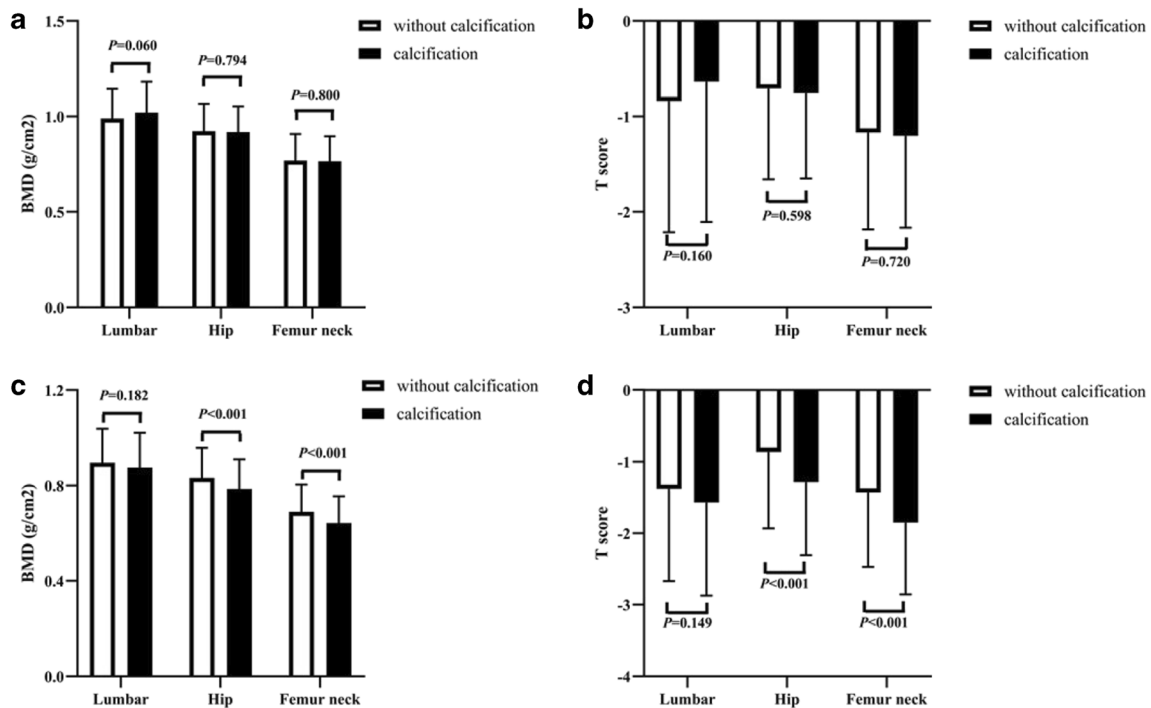 a
without calcification
calcification
BMD (g/cm2)
1.5
1.0
0.5
0.0
P=0.060
P=0.794
P=0.800
Lumbar
Hip
Femur neck
b
without calcification
calcification
T score
0
-1
-2
-3
P=0.160
P=0.598
P=0.720
Lumbar
Hip
Femur neck
c
without calcification
calcification
BMD (g/cm2)
1.2
0.8
0.4
0.0
P=0.182
P<0.001
P<0.001
Lumbar
Hip
Femur neck
d
without calcification
calcification
T score
0
-1
-2
-3
-4
P=0.149
P<0.001
P<0.001
Lumbar
Hip
Femur neck